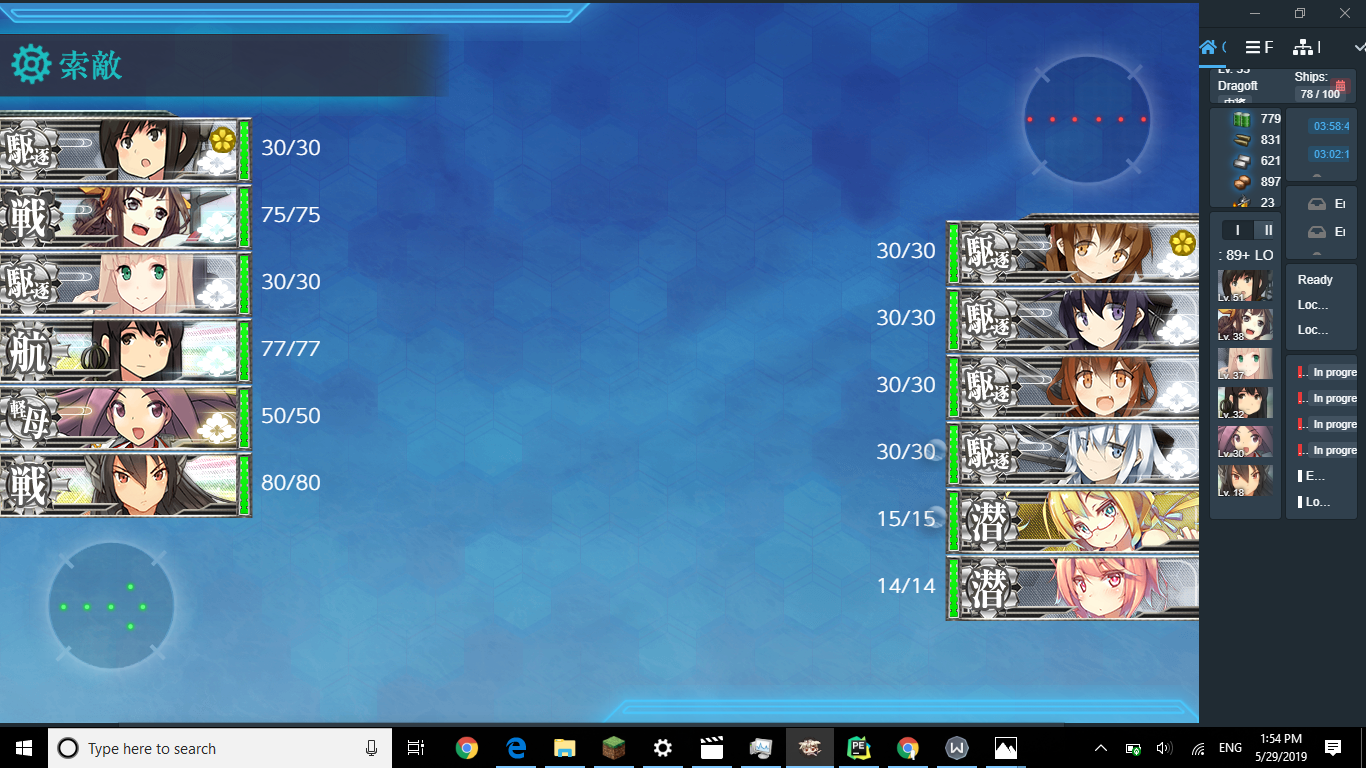 索敵
駆逐
30/30
戦
75/75
駆逐
30/30
航
77/77
軽母
50/50
戦
80/80
30/30
駆逐
30/30
駆逐
30/30
駆逐
30/30
駆逐
15/15
潜
14/14
潜
F
Dragoft
Ships:
78 / 100
779
831
621
897
23
03:58:4
03:02:1
I
II
: 89+ LO
Lv. 51
Lv. 38
Lv. 37
Lv. 32
Lv. 30
Lv. 18
Ready
Loc...
Loc...
... In progre
... In progre
... In progre
... In progre
E...
Lo...
Type here to search
ENG
1:54 PM
5/29/2019